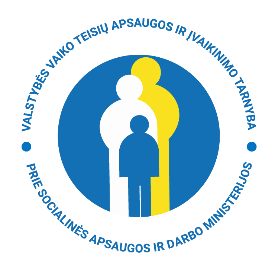 VALSTYBĖS VAIKO TEISIŲ APSAUGOS IR ĮVAIKINIMO TARNYBA
PRIE SOCIALINĖS APSAUGOS IR DARBO MINISTERIJOS